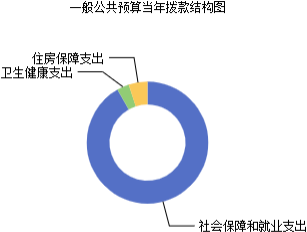 一般公共预算当年拨款结构图
住房保障支出
卫生健康支出
社会保障和就业支出